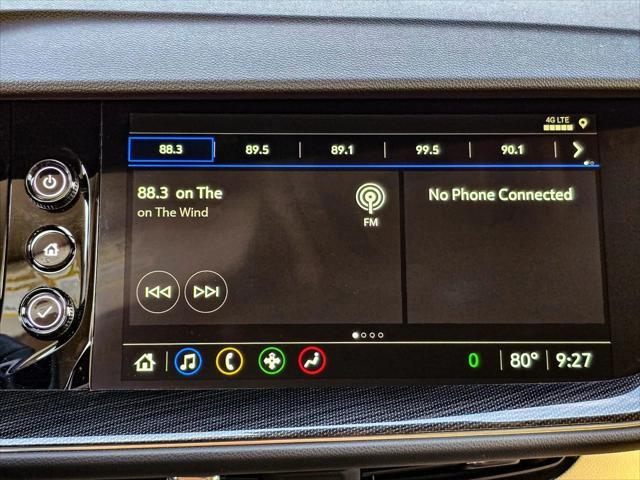 4G LTE
88.3 89.5 89.1 99.5 90.1
88.3 on The
on The Wind
FM
No Phone Connected
0 80° 9:27